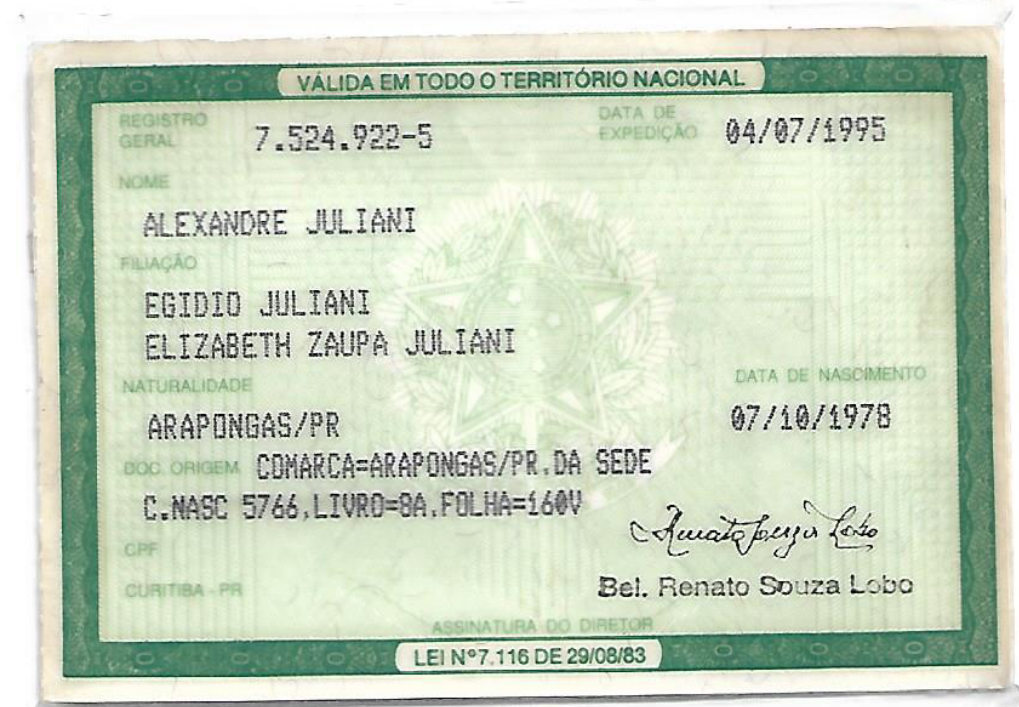 VÁLIDA EM TODO O TERRITÓRIO NACIONAL
REGISTRO GERAL 7.524.922-5 DATA DE EXPEDIÇÃO 04/07/1995
NOME
ALEXANDRE JULIANI
FILIAÇÃO
EGIDIO JULIANI
ELIZABETH ZAUPA JULIANI
NATURALIDADE DATA DE NASCIMENTO
ARAPONGAS/PR 07/10/1978
DOC. ORIGEM COMARCA=ARAPONGAS/PR,DA SEDE
C.NASC 5766,LIVRO=8A,FOLHA=160V
CPF
Renato Souza Lobo
CURITIBA - PR Bel. Renato Souza Lobo
ASSINATURA DO DIRETOR
LEI Nº7.116 DE 29/08/83